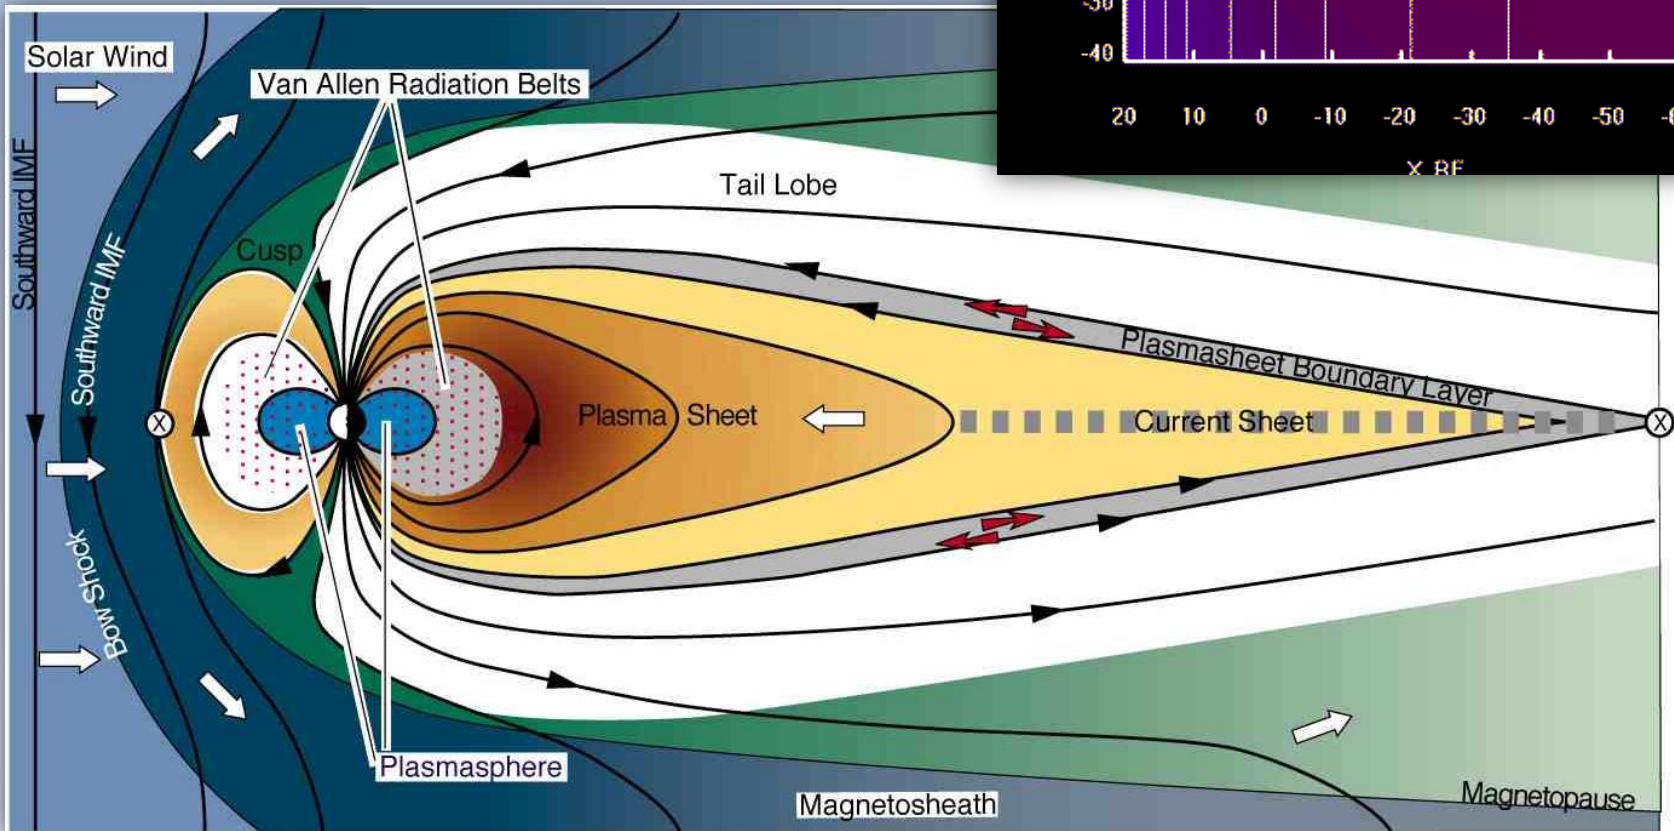 -30
-40
20 10 0 -10 -20 -30 -40 -50
Solar Wind
Van Allen Radiation Belts
Southward IMF
Southward IMF
Cusp
Tail Lobe
Plasmasheet Boundary Layer
Plasma Sheet
Current Sheet
X
X
Bow Shock
Plasmasphere
Magnetosheath
Magnetopause